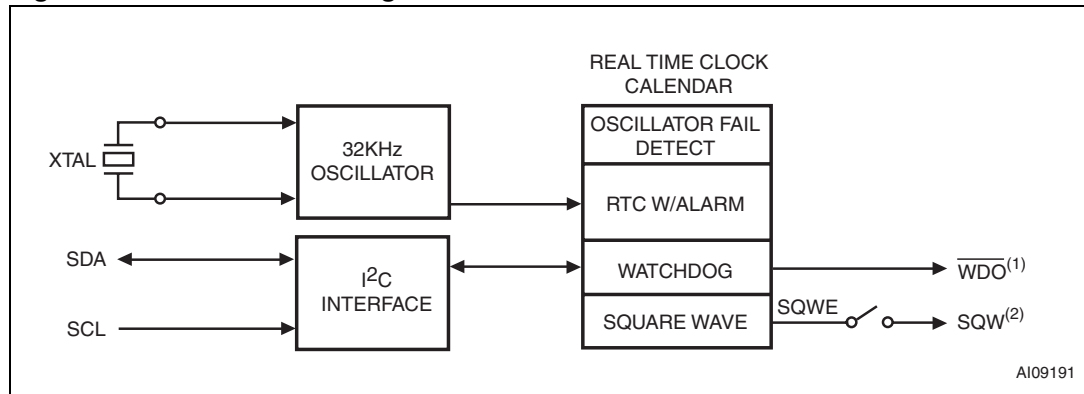 REAL TIME CLOCK
CALENDAR
OSCILLATOR FAIL
DETECT
XTAL
32KHz
OSCILLATOR
RTC W/ALARM
SDA
I²C
INTERFACE
WATCHDOG
WDO(1)
SCL
SQUARE WAVE
SQWE
SQW(2)
AI09191